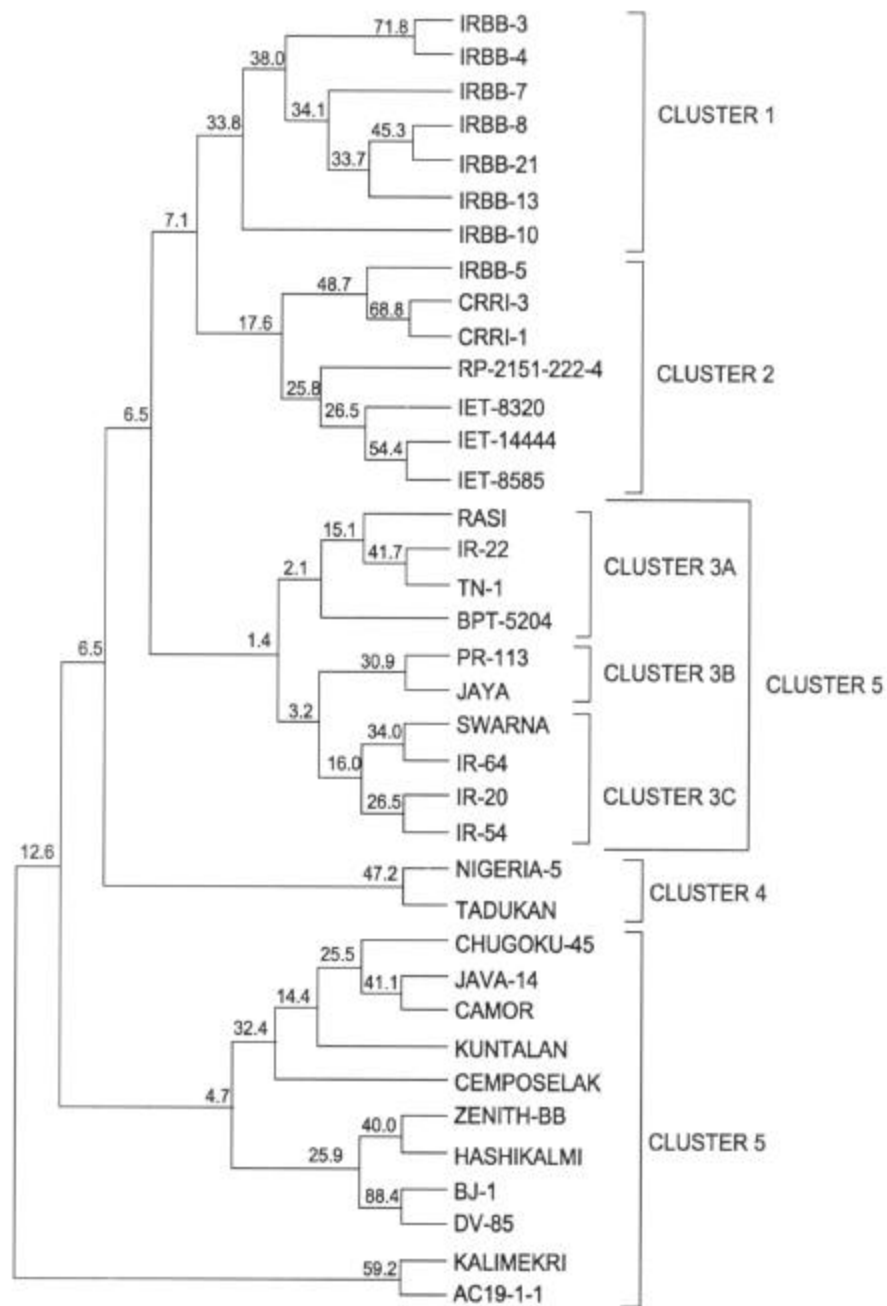 71.8 IRBB-3
IRBB-4
38.0
IRBB-7
34.1
33.8
45.3 IRBB-8
CLUSTER 1
33.7 IRBB-21
IRBB-13
7.1
IRBB-10
IRBB-5
48.7
CRRI-3
68.8
17.6
CRRI-1
RP-2151-222-4
CLUSTER 2
25.8
6.5
26.5 IET-8320
IET-14444
54.4
IET-8585
RASI
15.1
IR-22
41.7
CLUSTER 3A
2.1
TN-1
BPT-5204
1.4
PR-113
30.9
CLUSTER 3B
6.5
JAYA
CLUSTER 5
3.2
SWARNA
34.0
16.0
IR-64
IR-20
26.5
CLUSTER 3C
IR-54
12.6
NIGERIA-5
47.2
CLUSTER 4
TADUKAN
CHUGOKU-45
25.5
JAVA-14
41.1
14.4
CAMOR
32.4
KUNTALAN
CEMPOSELAK
4.7
ZENITH-BB
40.0
CLUSTER 5
25.9
HASHIKALMI
BJ-1
88.4
DV-85
KALIMEKRI
59.2
AC19-1-1